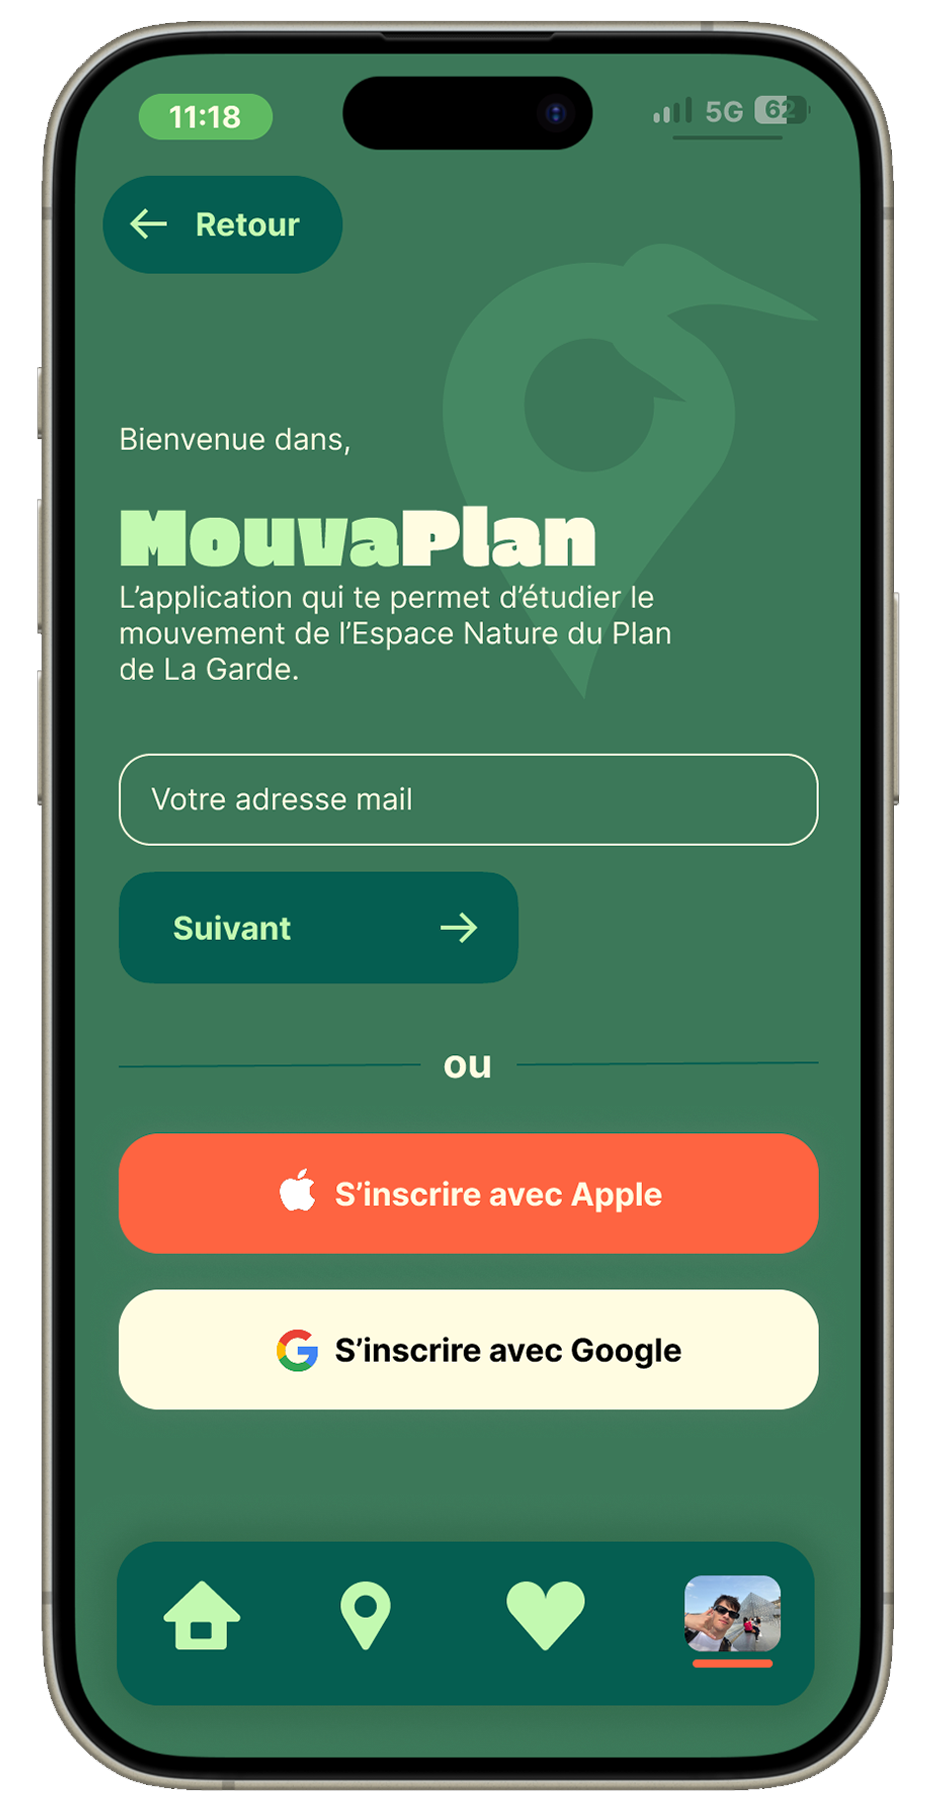 11:18
5G 62
Retour
Bienvenue dans,
MouvaPlan
L’application qui te permet d’étudier le
mouvement de l’Espace Nature du Plan
de La Garde.
Votre adresse mail
Suivant
ou
S’inscrire avec Apple
S’inscrire avec Google